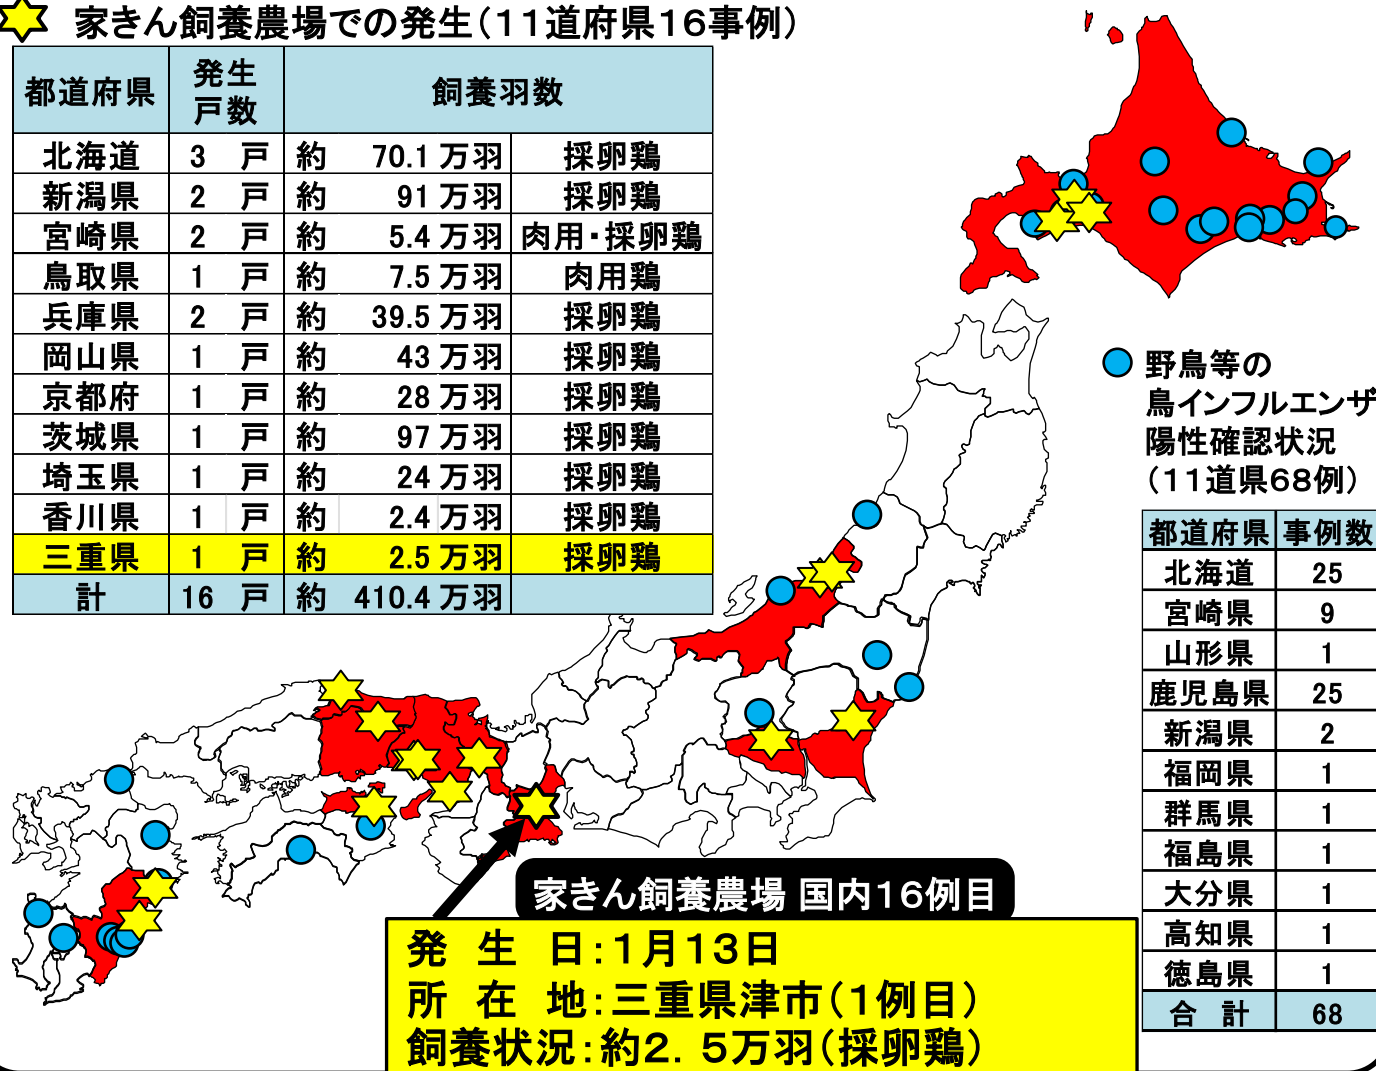 家きん飼養農場での発生(11道府県16事例)
都道府県 発生戸数 飼養羽数
北海道 3 戸 約 70.1 万羽 採卵鶏
新潟県 2 戸 約 91 万羽 採卵鶏
宮崎県 2 戸 約 5.4 万羽 肉用・採卵鶏
鳥取県 1 戸 約 7.5 万羽 肉用鶏
兵庫県 2 戸 約 39.5 万羽 採卵鶏
岡山県 1 戸 約 43 万羽 採卵鶏
京都府 1 戸 約 28 万羽 採卵鶏
茨城県 1 戸 約 97 万羽 採卵鶏
埼玉県 1 戸 約 24 万羽 採卵鶏
香川県 1 戸 約 2.4 万羽 採卵鶏
三重県 1 戸 約 2.5 万羽 採卵鶏
計 16 戸 約 410.4 万羽
野鳥等の
鳥インフルエンザ
陽性確認状況
(11道県68例)
都道府県 事例数
北海道 25
宮崎県 9
山形県 1
鹿児島県 25
新潟県 2
福岡県 1
群馬県 1
福島県 1
大分県 1
高知県 1
徳島県 1
合 計 68
家きん飼養農場 国内16例目
発 生 日:1月13日
所 在 地:三重県津市(1例目)
飼養状況:約2.5万羽(採卵鶏)